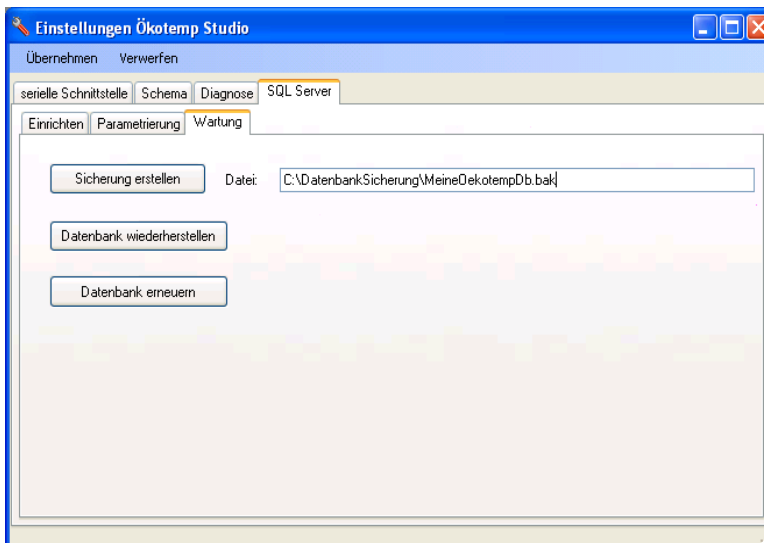 Einstellungen Ökotemp Studio
Übernehmen Verwerfen
serielle Schnittstelle Schema Diagnose SQL Server
Einrichten Parametrierung Wartung
Sicherung erstellen Datei: C:\DatenbankSicherung\MeineOekotempDb.bak
Datenbank wiederherstellen
Datenbank erneuern